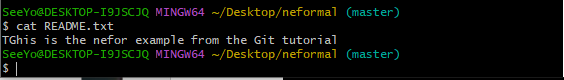 SeeYo@DESKTOP-I9JSCJQ MINGW64 ~/Desktop/neformal (master)
$ cat README.txt
TGhis is the nefor example from the Git tutorial
SeeYo@DESKTOP-I9JSCJQ MINGW64 ~/Desktop/neformal (master)
$